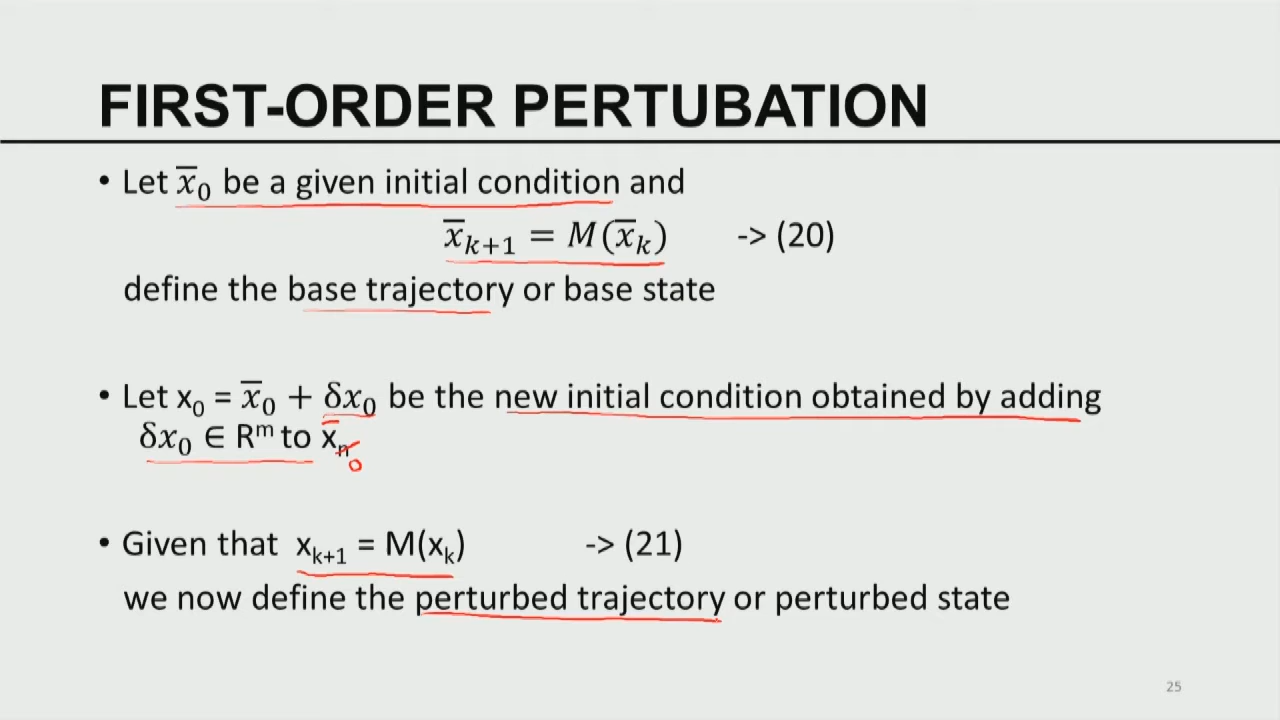 FIRST-ORDER PERTUBATION
• Let x̅₀ be a given initial condition and
x̅ₖ₊₁ = M(x̅ₖ) -> (20)
define the base trajectory or base state
• Let x₀ = x̅₀ + δx₀ be the new initial condition obtained by adding
δx₀ ∈ Rᵐ to x̅ₙ ₀
• Given that xₖ₊₁ = M(xₖ) -> (21)
we now define the perturbed trajectory or perturbed state
25